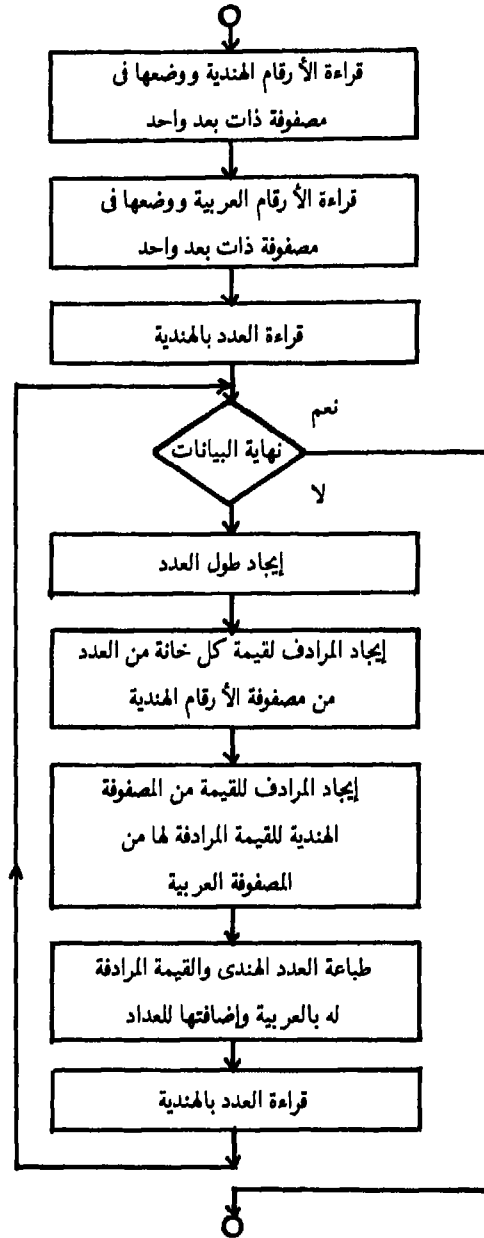 قراءة الأرقام الهندية ووضعها فى
مصفوفة ذات بعد واحد
قراءة الأرقام العربية ووضعها فى
مصفوفة ذات بعد واحد
قراءة العدد بالهندية
نعم
نهاية البيانات
لا
إيجاد طول العدد
إيجاد المرادف لقيمة كل خانة من العدد
من مصفوفة الأرقام الهندية
إيجاد المرادف للقيمة من المصفوفة
الهندية للقيمة المرادفة لها من
المصفوفة العربية
طباعة العدد الهندى والقيمة المرادفة
له بالعربية وإضافتها للعداد
قراءة العدد بالهندية